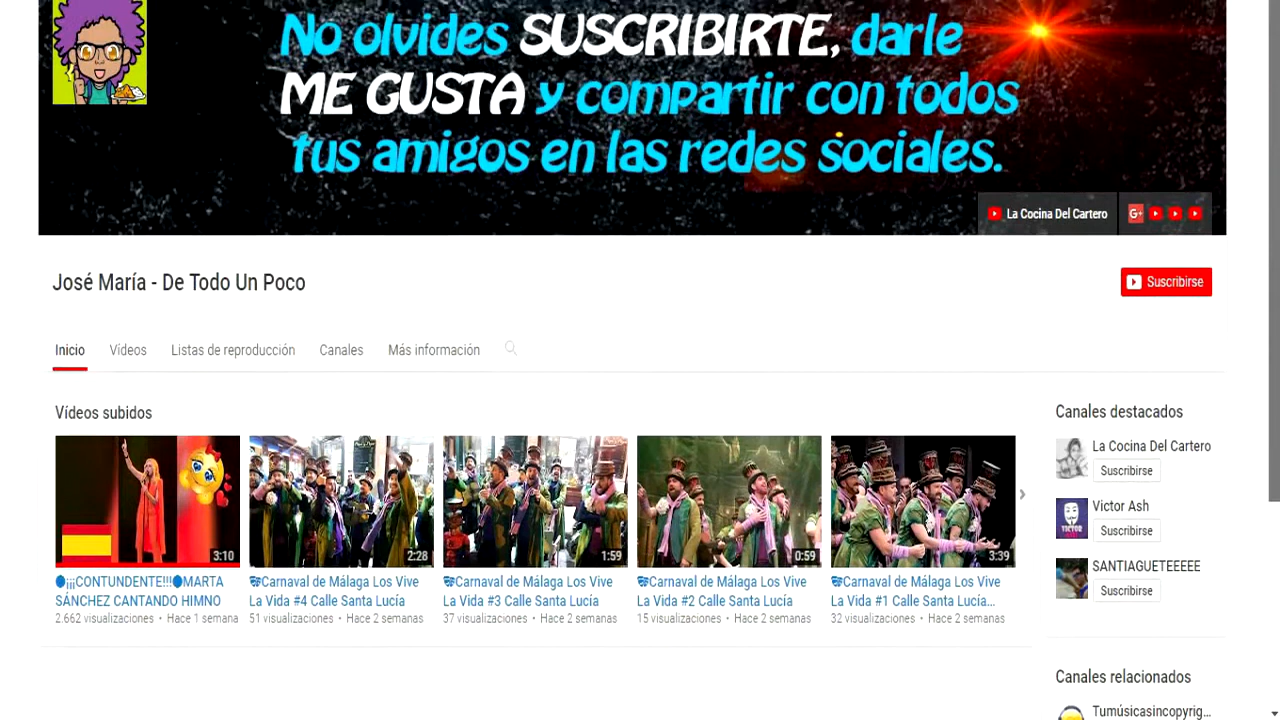 No olvides SUSCRIBIRTE, darle
ME GUSTA y compartir con todos
tus amigos en las redes sociales.
La Cocina Del Cartero
G+
José María - De Todo Un Poco
Suscribirse
Inicio Vídeos Listas de reproducción Canales Más información
Vídeos subidos
3:10
¡¡¡CONTUNDENTE!!! MARTA
SÁNCHEZ CANTANDO HIMNO
2.662 visualizaciones • Hace 1 semana
2:28
Carnaval de Málaga Los Vive
La Vida #4 Calle Santa Lucía
51 visualizaciones • Hace 2 semanas
1:59
Carnaval de Málaga Los Vive
La Vida #3 Calle Santa Lucía
37 visualizaciones • Hace 2 semanas
0:59
Carnaval de Málaga Los Vive
La Vida #2 Calle Santa Lucía
15 visualizaciones • Hace 2 semanas
3:39
Carnaval de Málaga Los Vive
La Vida #1 Calle Santa Lucía...
32 visualizaciones • Hace 2 semanas
Canales destacados
La Cocina Del Cartero
Suscribirse
VICTOR
Victor Ash
Suscribirse
SANTIAGUETEEEEE
Suscribirse
Canales relacionados
Tumúsicasincopyrig...